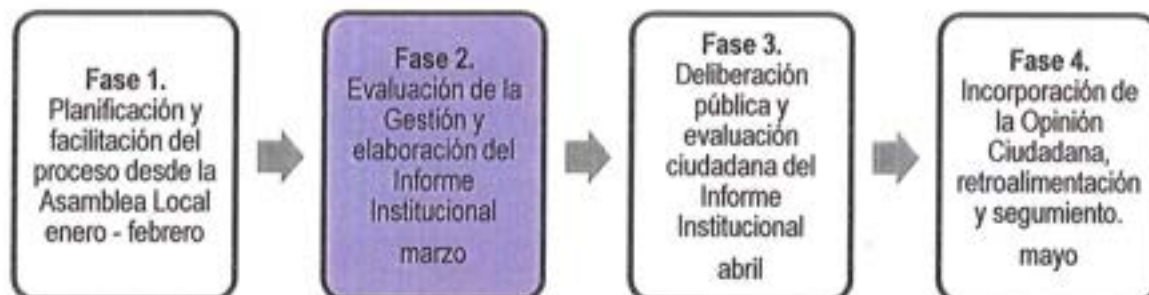 Fase 1.
Planificación y
facilitación del
proceso desde la
Asamblea Local
enero - febrero
Fase 2.
Evaluación de la
Gestión y
elaboración del
Informe
Institucional
marzo
Fase 3.
Deliberación
pública y
evaluación
ciudadana del
Informe
Institucional
abril
Fase 4.
Incorporación de
la Opinión
Ciudadana,
retroalimentación
y segumiento.
mayo